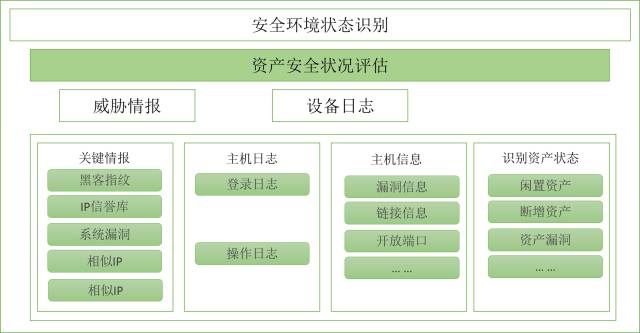 安全环境状态识别
资产安全状况评估
威胁情报
设备日志
关键情报
黑客指纹
IP信誉库
系统漏洞
相似IP
相似IP
主机日志
登录日志
操作日志
主机信息
漏洞信息
链接信息
开放端口
... ...
识别资产状态
闲置资产
断增资产
资产漏洞
... ...